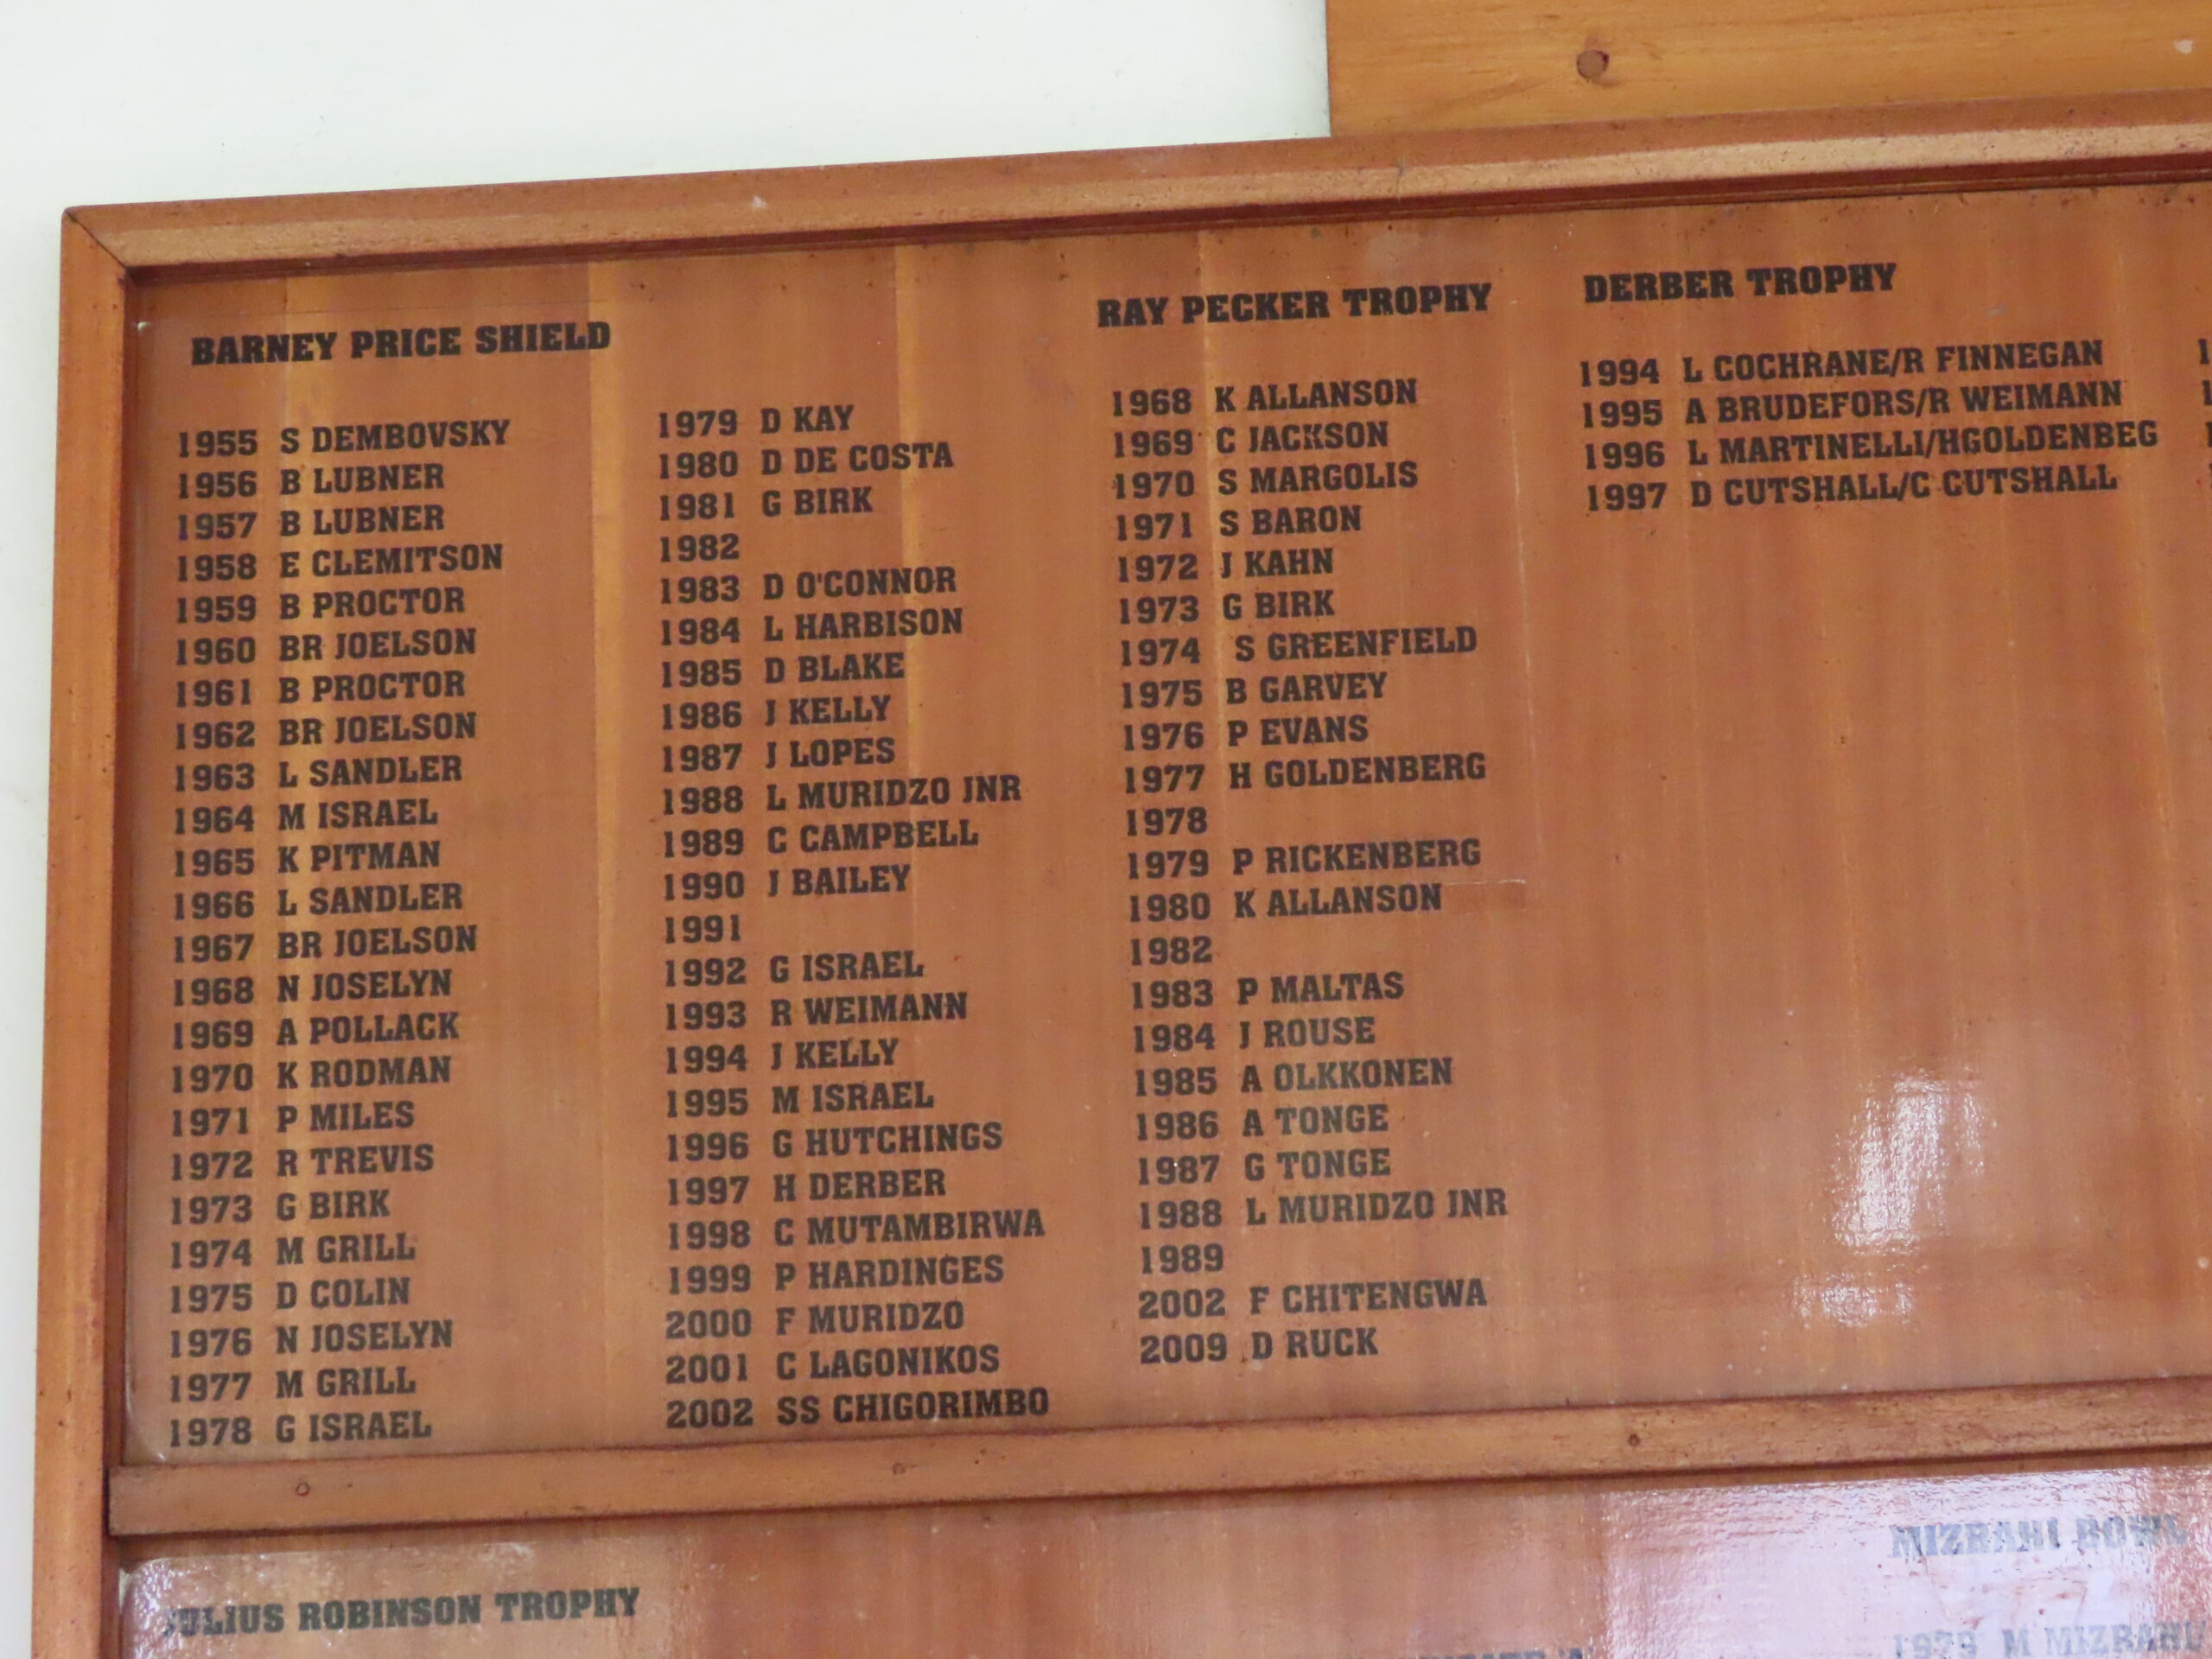 BARNEY PRICE SHIELD
1955 S DEMBOVSKY
1956 B LUBNER
1957 B LUBNER
1958 E CLEMITSON
1959 B PROCTOR
1960 BR JOELSON
1961 B PROCTOR
1962 BR JOELSON
1963 L SANDLER
1964 M ISRAEL
1965 K PITMAN
1966 L SANDLER
1967 BR JOELSON
1968 N JOSELYN
1969 A POLLACK
1970 K RODMAN
1971 P MILES
1972 R TREVIS
1973 G BIRK
1974 M GRILL
1975 D COLIN
1976 N JOSELYN
1977 M GRILL
1978 G ISRAEL
1979 D KAY
1980 D DE COSTA
1981 G BIRK
1982
1983 D O'CONNOR
1984 L HARBISON
1985 D BLAKE
1986 J KELLY
1987 J LOPES
1988 L MURIDZO JNR
1989 C CAMPBELL
1990 J BAILEY
1991
1992 G ISRAEL
1993 R WEIMANN
1994 J KELLY
1995 M ISRAEL
1996 G HUTCHINGS
1997 H DERBER
1998 C MUTAMBIRWA
1999 P HARDINGES
2000 F MURIDZO
2001 C LAGONIKOS
2002 SS CHIGORIMBO
RAY PECKER TROPHY
1968 K ALLANSON
1969 C JACKSON
1970 S MARGOLIS
1971 S BARON
1972 J KAHN
1973 G BIRK
1974 S GREENFIELD
1975 B GARVEY
1976 P EVANS
1977 H GOLDENBERG
1978
1979 P RICKENBERG
1980 K ALLANSON
1982
1983 P MALTAS
1984 J ROUSE
1985 A OLKKONEN
1986 A TONGE
1987 G TONGE
1988 L MURIDZO JNR
1989
2002 F CHITENGWA
2009 D RUCK
DERBER TROPHY
1994 L COCHRANE/R FINNEGAN
1995 A BRUDEFORS/R WEIMANN
1996 L MARTINELLI/HGOLDENBEG
1997 D CUTSHALL/C CUTSHALL
JULIUS ROBINSON TROPHY
MIZRAHI BOWL
1979 M MIZRAHI/